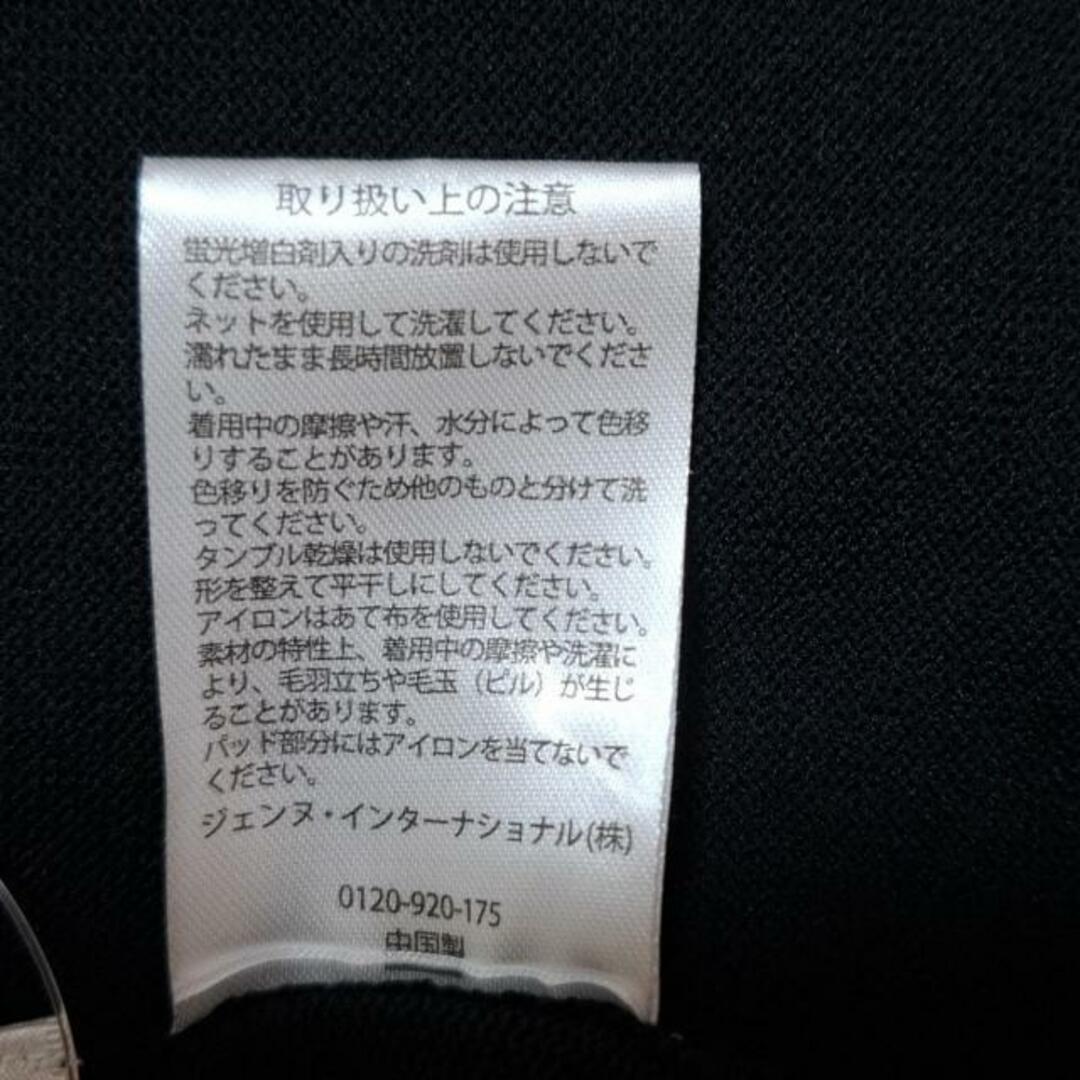 取り扱い上の注意
蛍光増白剤入りの洗剤は使用しないで
ください。
ネットを使用して洗濯してください。
濡れたまま長時間放置しないでくださ
い。
着用中の摩擦や汗、水分によって色移
りすることがあります。
色移りを防ぐため他のものと分けて洗
ってください。
タンブル乾燥は使用しないでください。
形を整えて平干しにしてください。
アイロンはあて布を使用してください。
素材の特性上、着用中の摩擦や洗濯に
より、毛羽立ちや毛玉（ピル）が生じ
ることがあります。
パッド部分にはアイロンを当てないで
ください。
ジェンヌ・インターナショナル(株)
0120-920-175
中国製